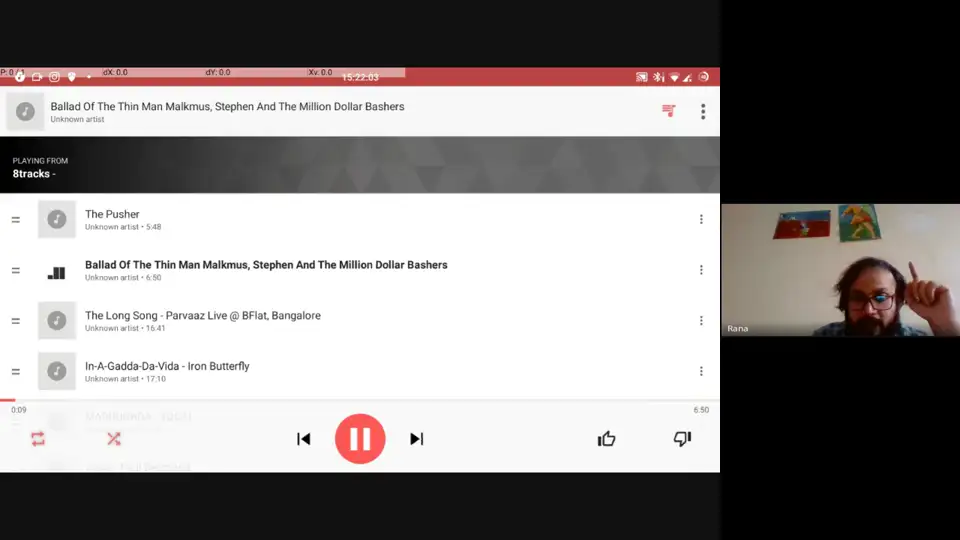 P: 0 / 1 dX: 0.0 dY: 0.0 Xv: 0.0 15:22:03
Ballad Of The Thin Man Malkmus, Stephen And The Million Dollar Bashers
Unknown artist
PLAYING FROM
8tracks -
The Pusher
Unknown artist • 5:48
Ballad Of The Thin Man Malkmus, Stephen And The Million Dollar Bashers
Unknown artist • 6:50
The Long Song - Parvaaz Live @ BFlat, Bangalore
Unknown artist • 16:41
In-A-Gadda-Da-Vida - Iron Butterfly
Unknown artist • 17:10
0:09 6:50
Rana